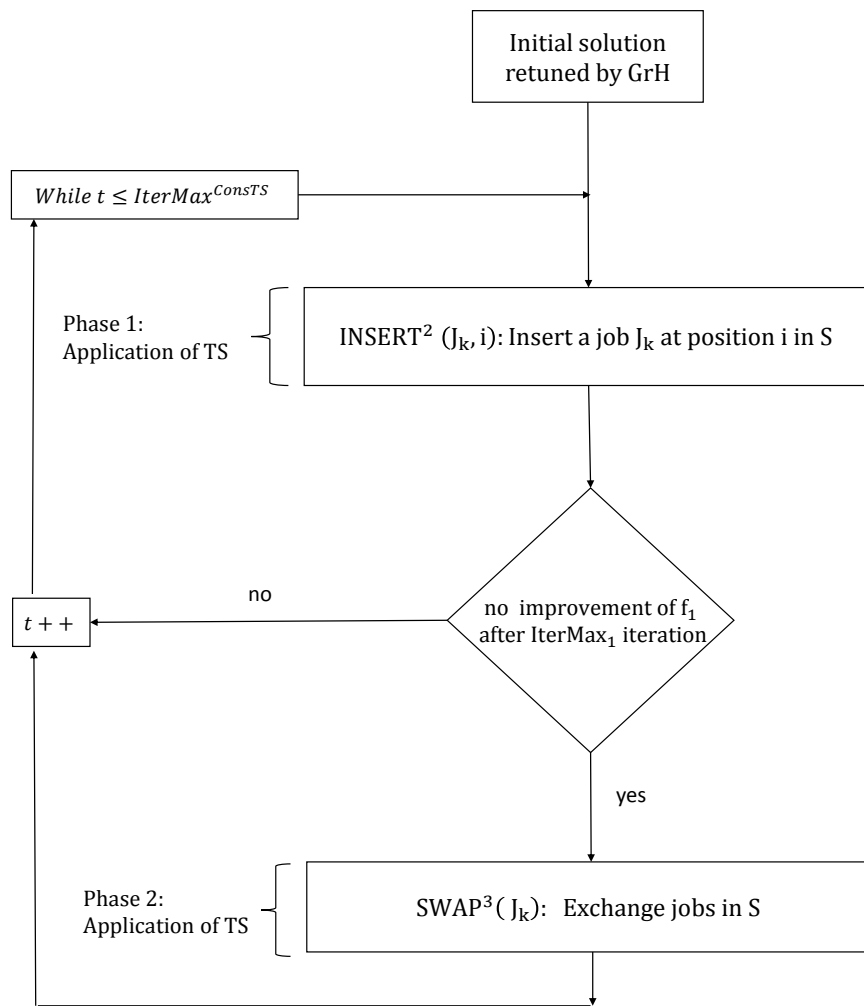 Initial solution
retuned by GrH
While t ≤ IterMax^{ConsTS}
Phase 1:
Application of TS
INSERT² (J_k, i): Insert a job J_k at position i in S
no
t + +
no improvement of f₁
after IterMax₁ iteration
yes
Phase 2:
Application of TS
SWAP³( J_k): Exchange jobs in S